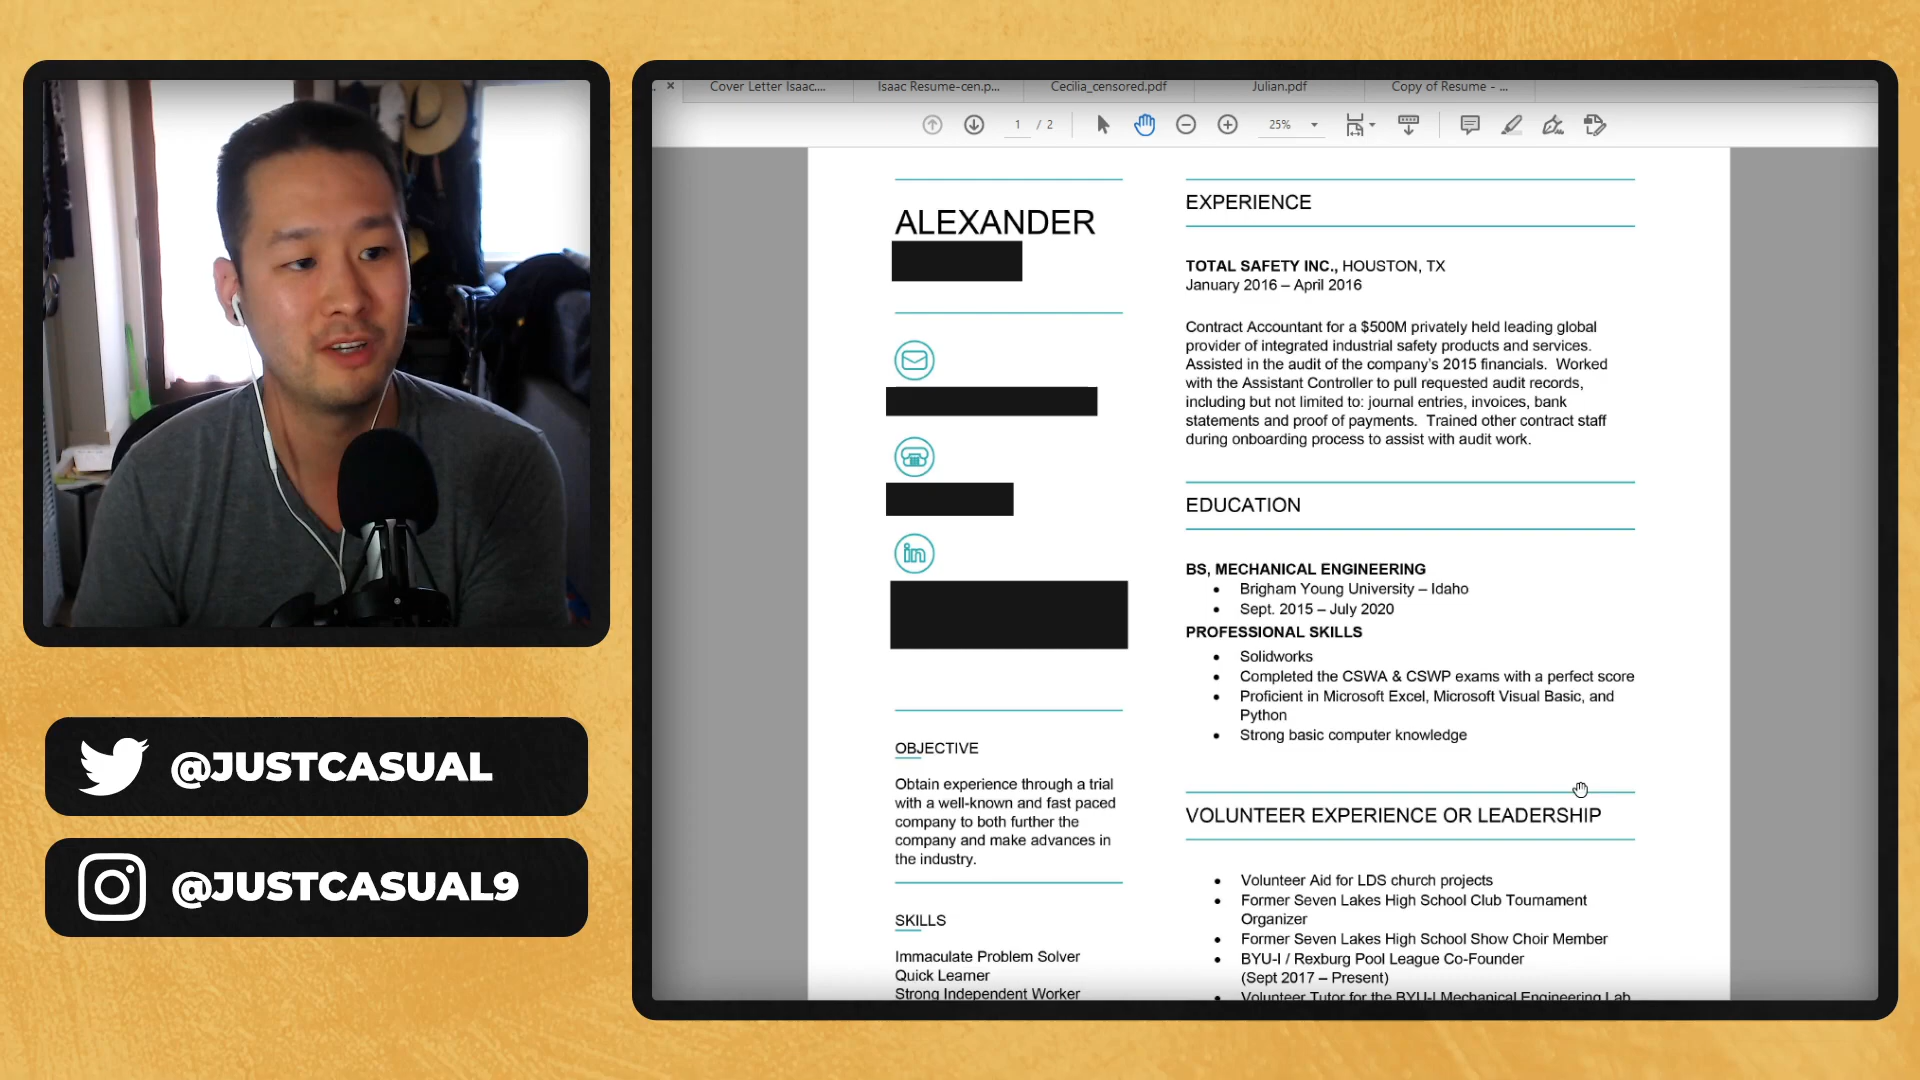 Cover Letter Isaac....
Isaac Resume-cen.p...
Cecilia_censored.pdf
Julian.pdf
Copy of Resume - ...
1 / 2
25%
ALEXANDER
in
OBJECTIVE
Obtain experience through a trial
with a well-known and fast paced
company to both further the
company and make advances in
the industry.
SKILLS
Immaculate Problem Solver
Quick Learner
Strong Independent Worker
EXPERIENCE
TOTAL SAFETY INC., HOUSTON, TX
January 2016 – April 2016
Contract Accountant for a $500M privately held leading global
provider of integrated industrial safety products and services.
Assisted in the audit of the company's 2015 financials. Worked
with the Assistant Controller to pull requested audit records,
including but not limited to: journal entries, invoices, bank
statements and proof of payments. Trained other contract staff
during onboarding process to assist with audit work.
EDUCATION
BS, MECHANICAL ENGINEERING
• Brigham Young University – Idaho
• Sept. 2015 – July 2020
PROFESSIONAL SKILLS
• Solidworks
• Completed the CSWA & CSWP exams with a perfect score
• Proficient in Microsoft Excel, Microsoft Visual Basic, and
Python
• Strong basic computer knowledge
VOLUNTEER EXPERIENCE OR LEADERSHIP
• Volunteer Aid for LDS church projects
• Former Seven Lakes High School Club Tournament
Organizer
• Former Seven Lakes High School Show Choir Member
• BYU-I / Rexburg Pool League Co-Founder
(Sept 2017 – Present)
• Volunteer Tutor for the BYU-I Mechanical Engineering Lab
@JUSTCASUAL
@JUSTCASUAL9